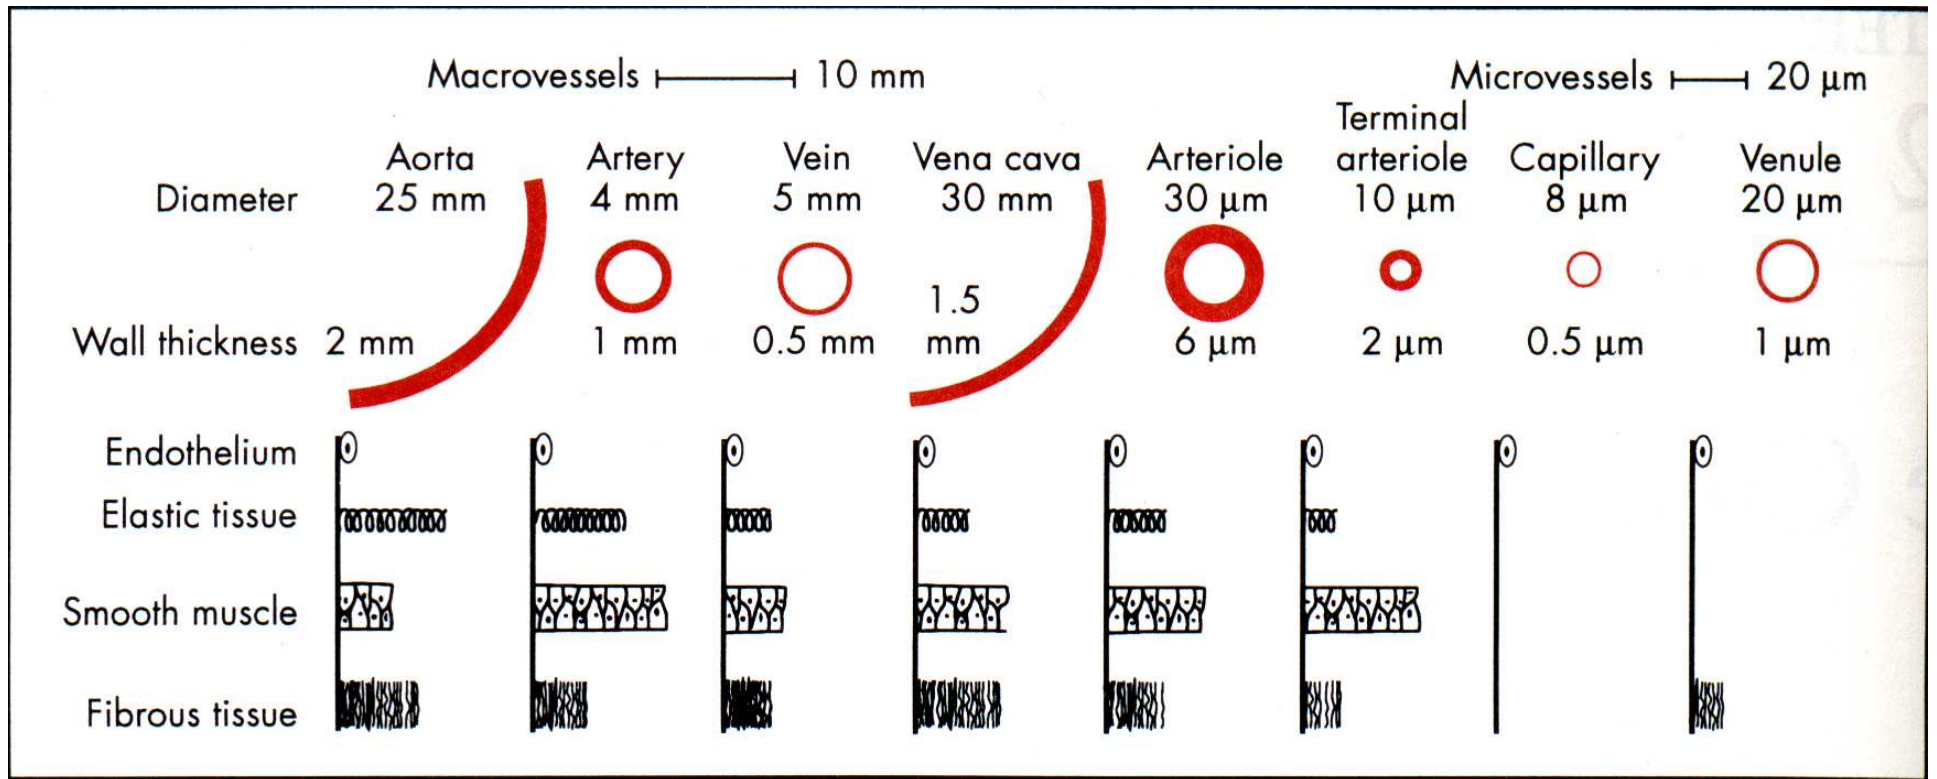 Macrovessels 10 mm
Microvessels 20 μm
Aorta Artery Vein Vena cava Arteriole Terminal arteriole Capillary Venule
Diameter 25 mm 4 mm 5 mm 30 mm 30 μm 10 μm 8 μm 20 μm
Wall thickness 2 mm 1 mm 0.5 mm 1.5 mm 6 μm 2 μm 0.5 μm 1 μm
Endothelium
Elastic tissue
Smooth muscle
Fibrous tissue